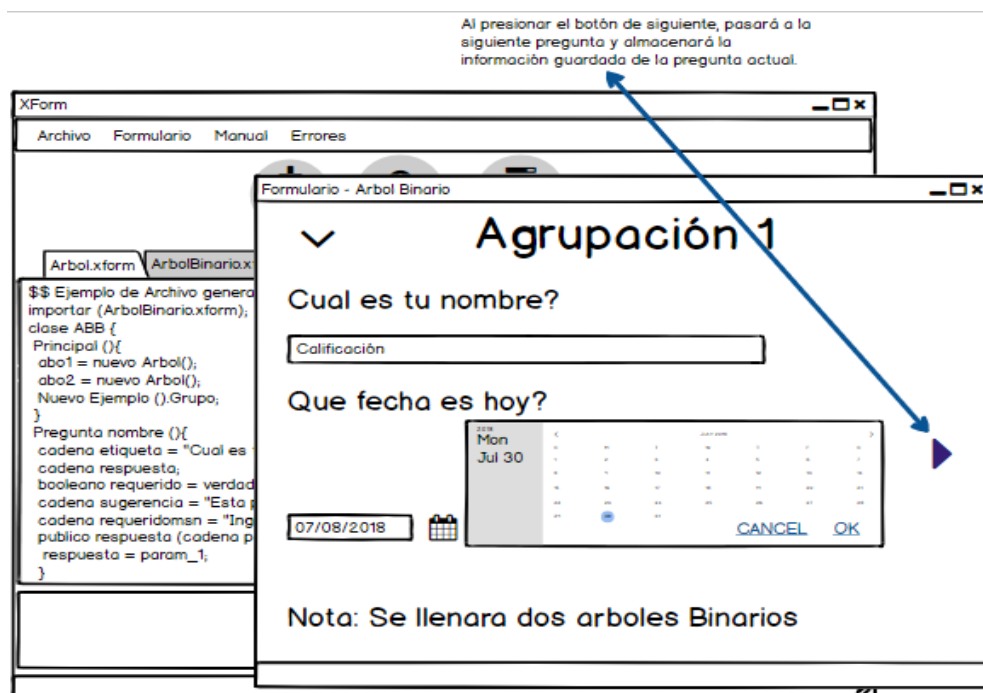 Al presionar el botón de siguiente, pasará a la
siguiente pregunta y almacenará la
información guardada de la pregunta actual.
XForm
Archivo Formulario Manual Errores
Formulario - Arbol Binario
Agrupación 1
Arbol.xform ArbolBinario.x
$$ Ejemplo de Archivo genera
importar (ArbolBinario.xform);
clase ABB {
Principal (){
abo1 = nuevo Arbol();
abo2 = nuevo Arbol();
Nuevo Ejemplo ().Grupo;
}
Pregunta nombre (){
cadena etiqueta = "Cual es
cadena respuesta;
booleano requerido = verdad
cadena sugerencia = "Esta
cadena requeridomsn = "Ing
publico respuesta (cadena p
respuesta = param_1;
}
Cual es tu nombre?
Calificación
Que fecha es hoy?
2018
Mon
Jul 30
07/08/2018
CANCEL OK
Nota: Se llenara dos arboles Binarios